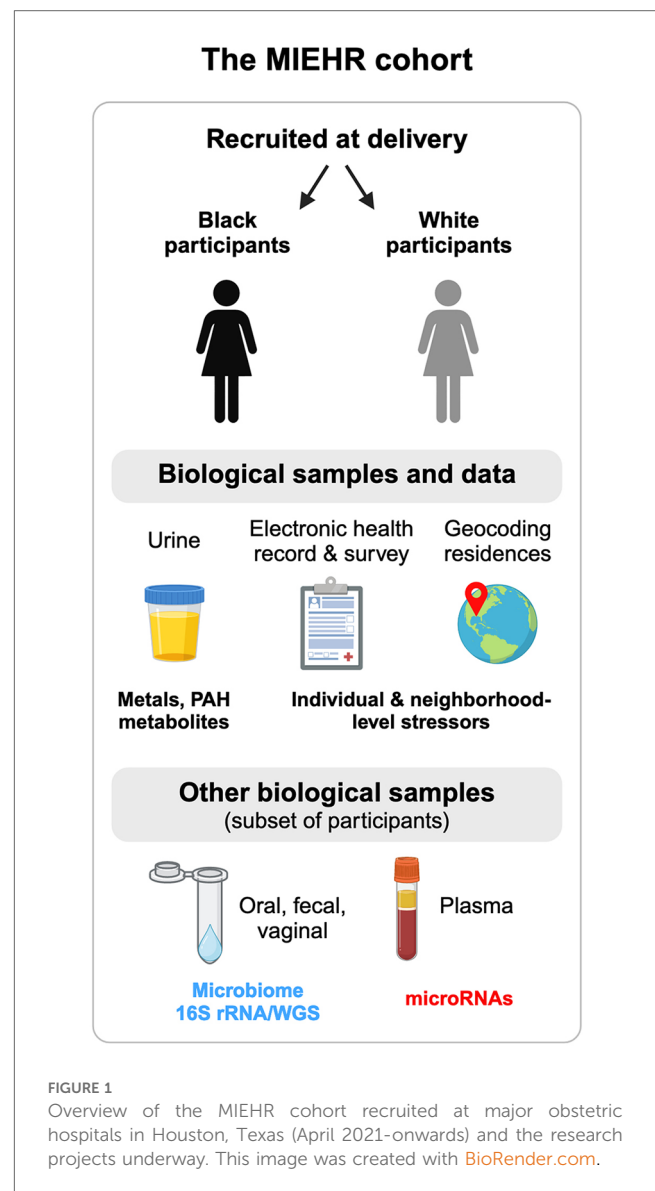 The MIEHR cohort
Recruited at delivery
Black
participants
White
participants
Biological samples and data
Urine
Electronic health
record & survey
Geocoding
residences
Metals, PAH
metabolites
Individual & neighborhood-
level stressors
Other biological samples
(subset of participants)
Oral, fecal,
vaginal
Plasma
Microbiome
16S rRNA/WGS
microRNAs
FIGURE 1
Overview of the MIEHR cohort recruited at major obstetric
hospitals in Houston, Texas (April 2021-onwards) and the research
projects underway. This image was created with BioRender.com.